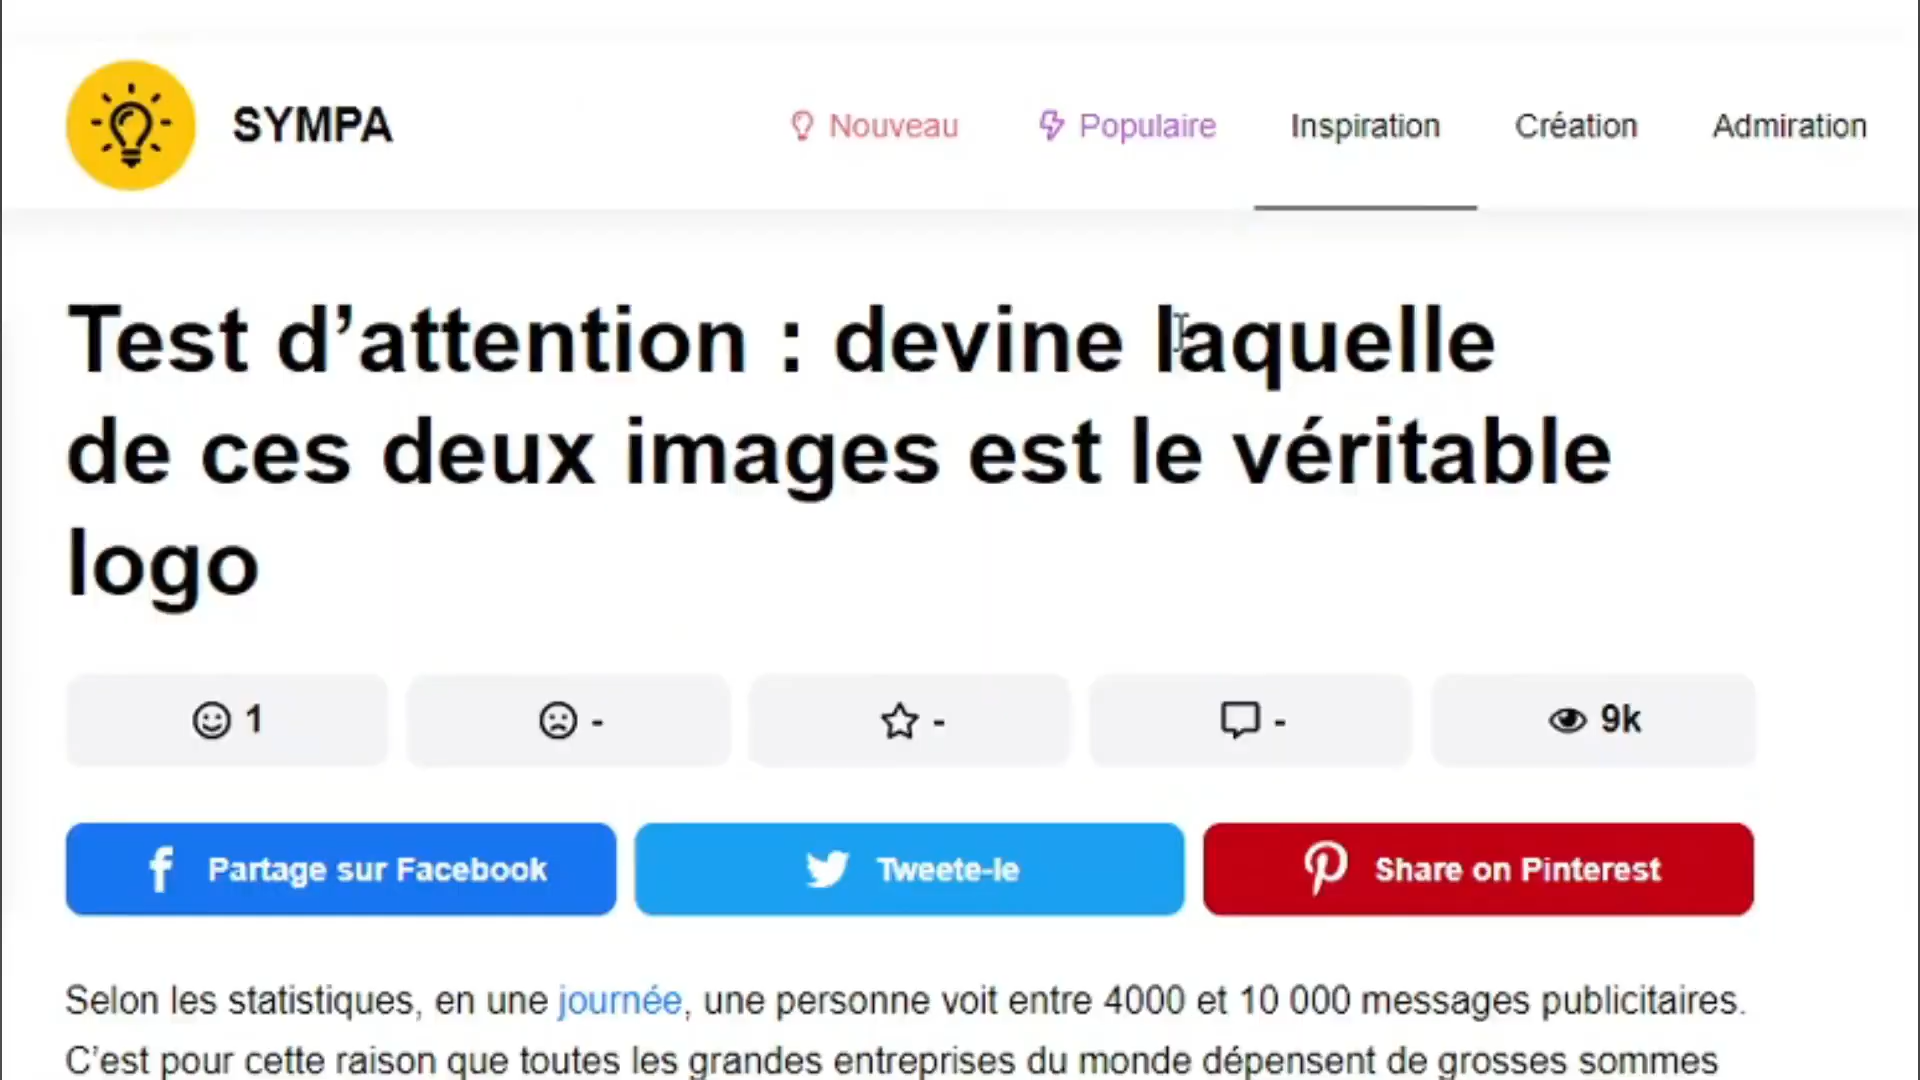 SYMPA
Nouveau
Populaire
Inspiration
Création
Admiration
Test d’attention : devine laquelle
de ces deux images est le véritable
logo
1
-
-
-
9k
Partage sur Facebook
Tweete-le
Share on Pinterest
Selon les statistiques, en une journée, une personne voit entre 4000 et 10 000 messages publicitaires.
C’est pour cette raison que toutes les grandes entreprises du monde dépensent de grosses sommes